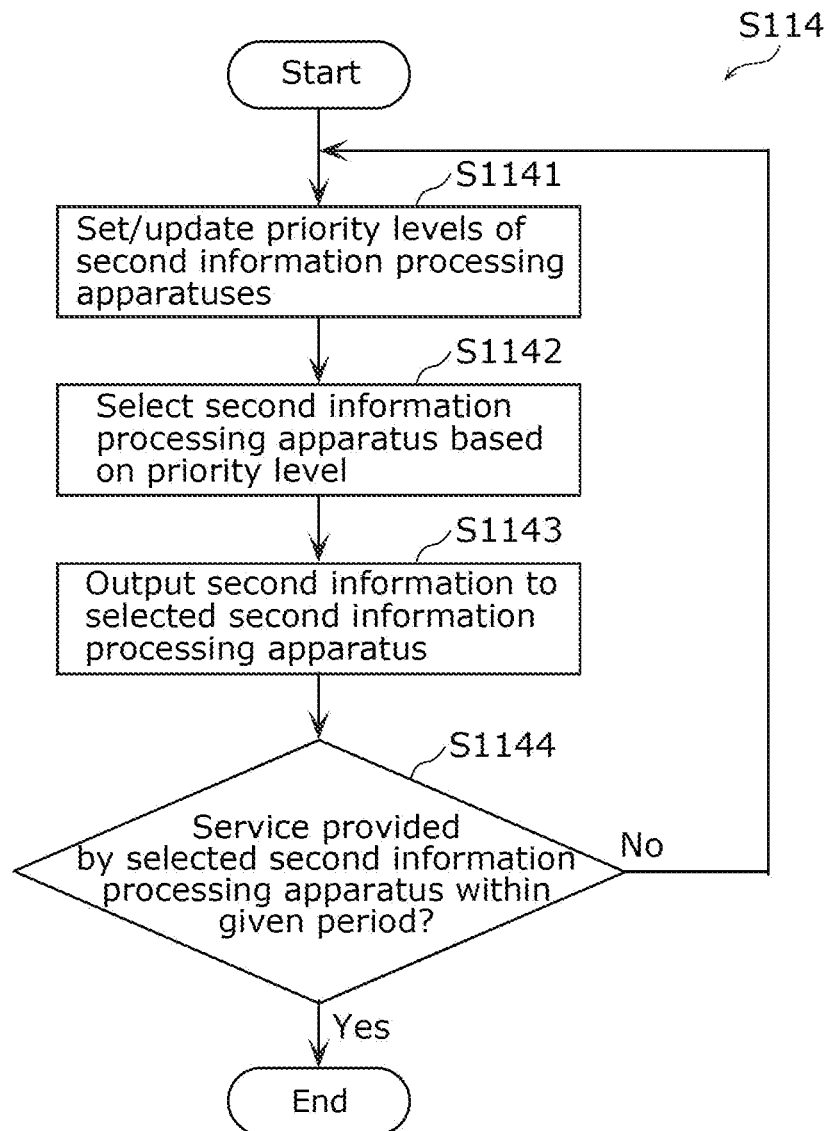 S114
Start
S1141
Set/update priority levels of
second information processing
apparatuses
S1142
Select second information
processing apparatus based
on priority level
S1143
Output second information to
selected second information
processing apparatus
S1144
Service provided
by selected second information
processing apparatus within
given period?
No
Yes
End